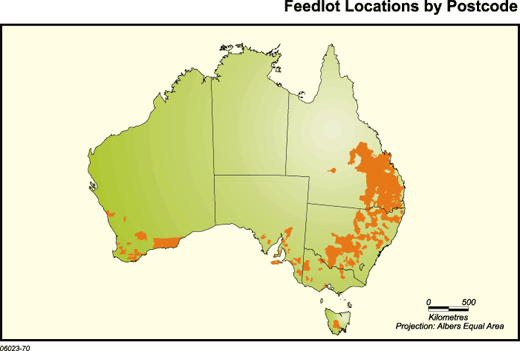 Feedlot Locations by Postcode
0 500
Kilometres
Projection: Albers Equal Area
06023-70